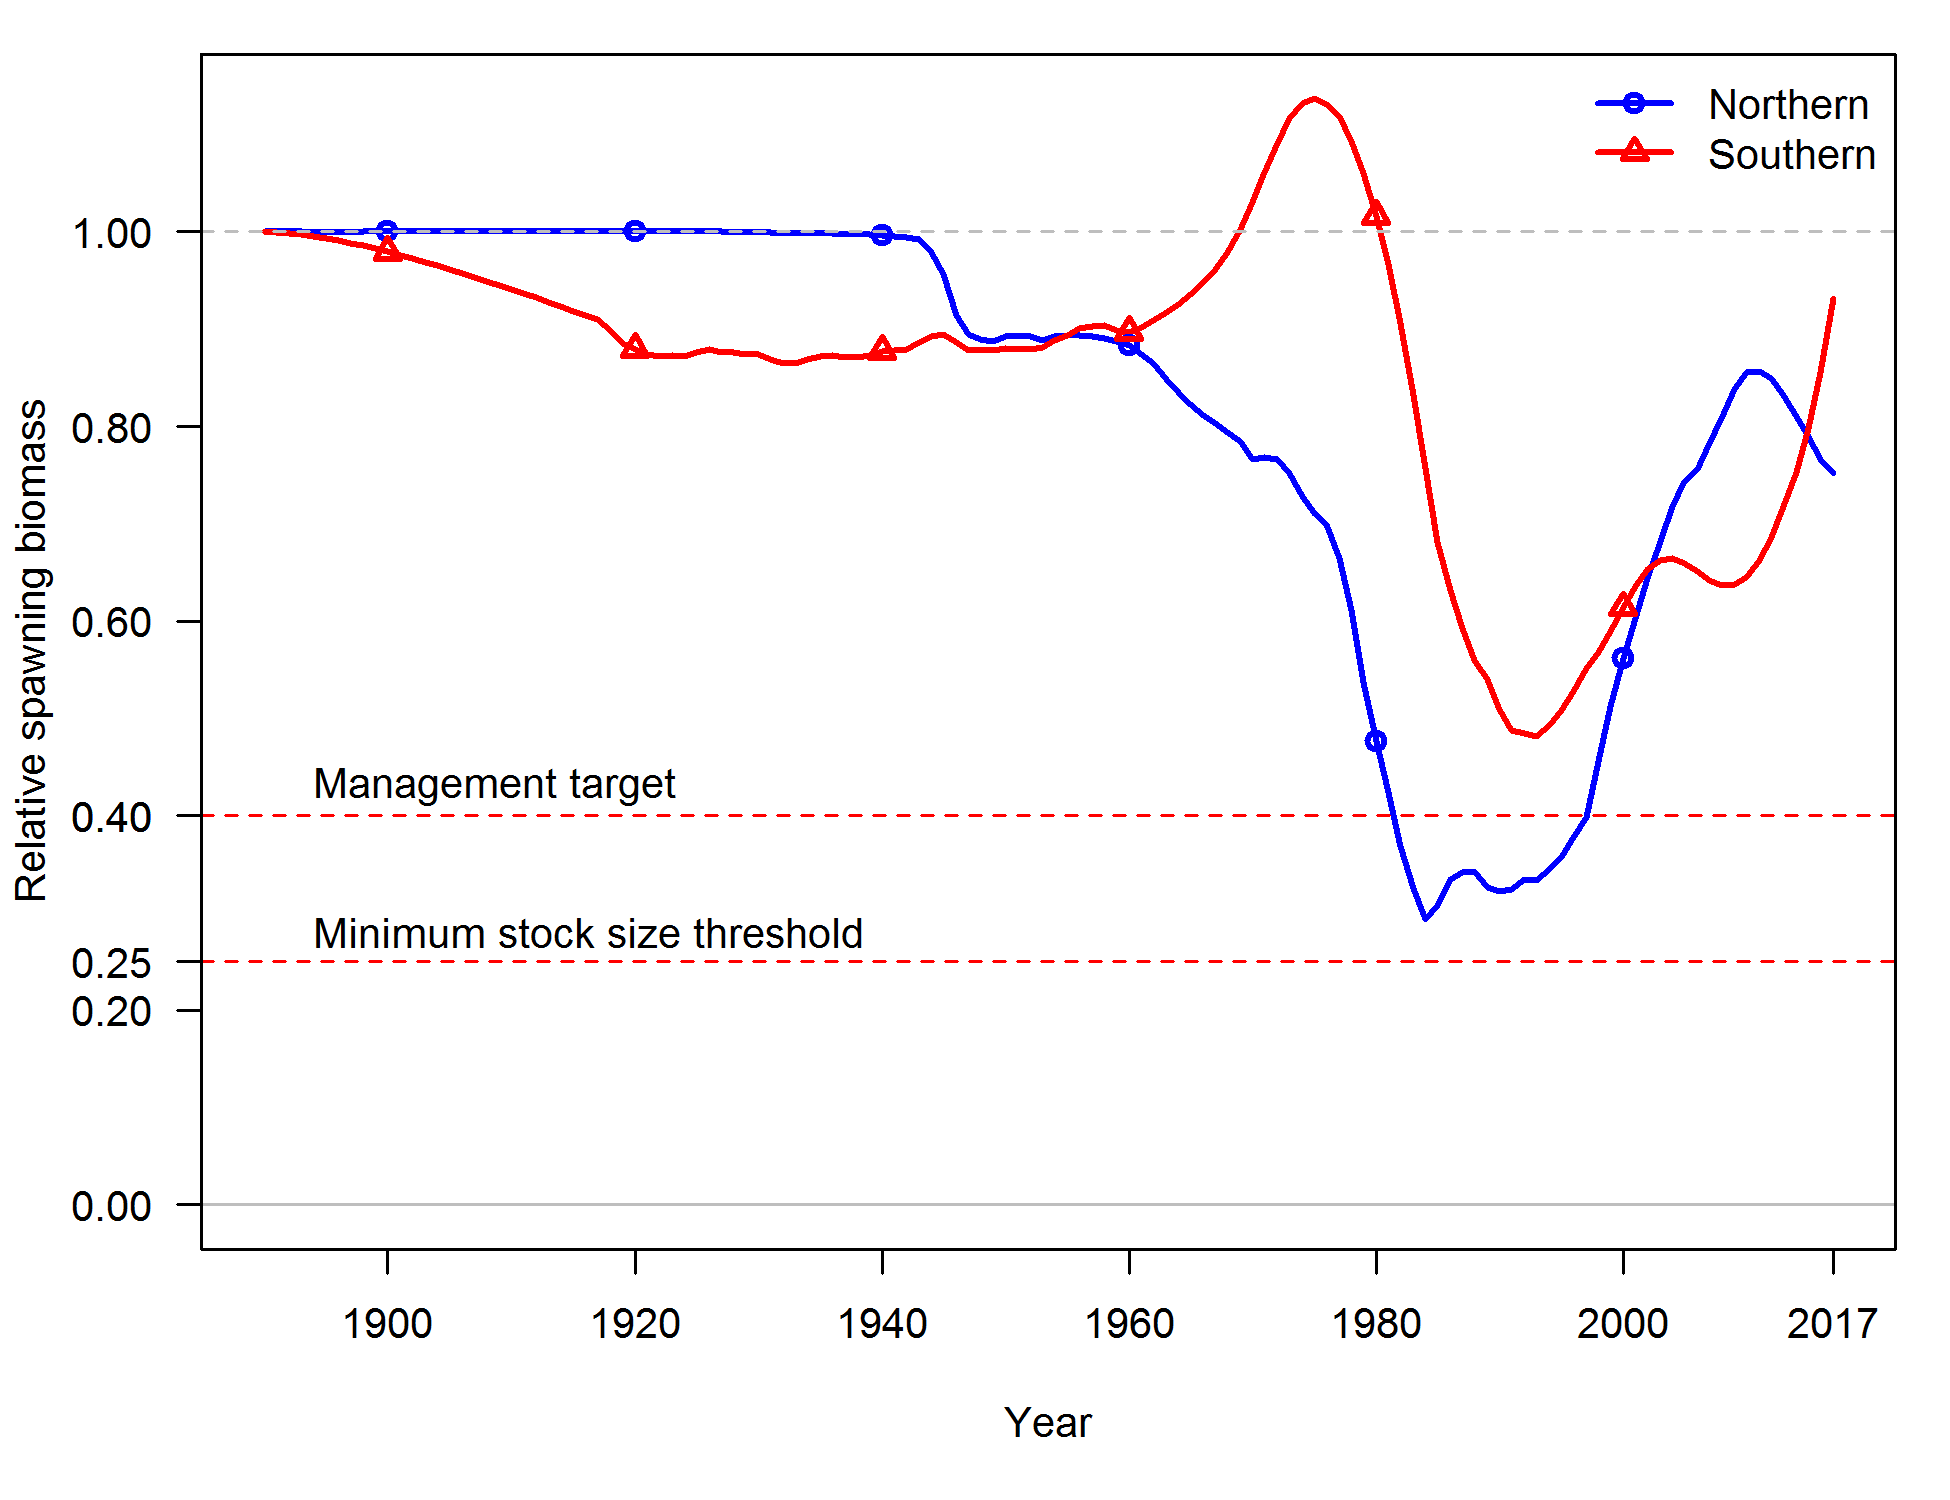 Northern
Southern
1.00
0.80
0.60
0.40
0.25
0.20
0.00
Relative spawning biomass
Management target
Minimum stock size threshold
1900 1920 1940 1960 1980 2000 2017
Year